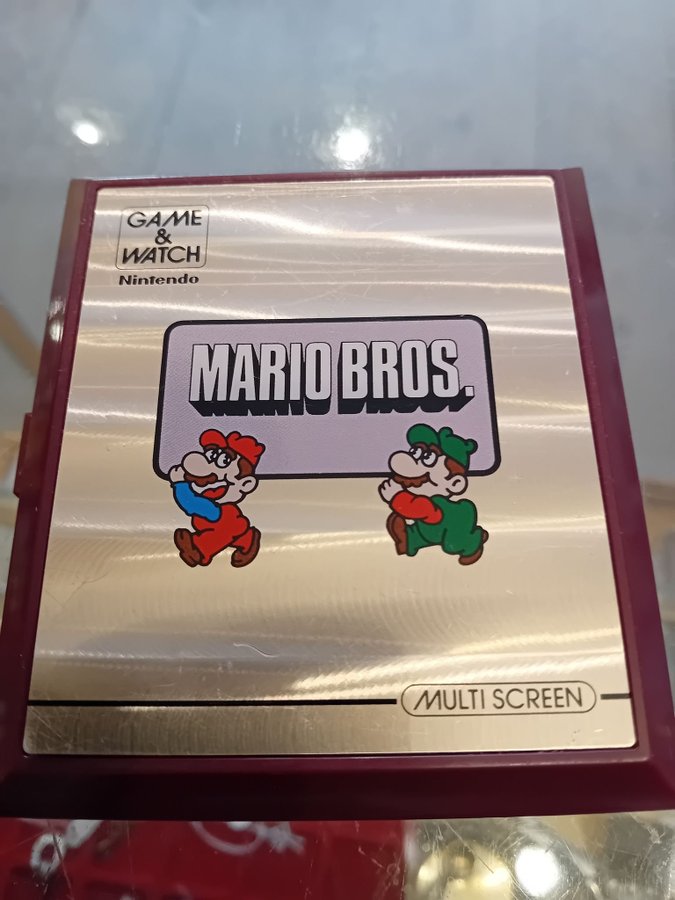 GAME
&
WATCH
Nintendo
MARIO BROS.
MULTI SCREEN